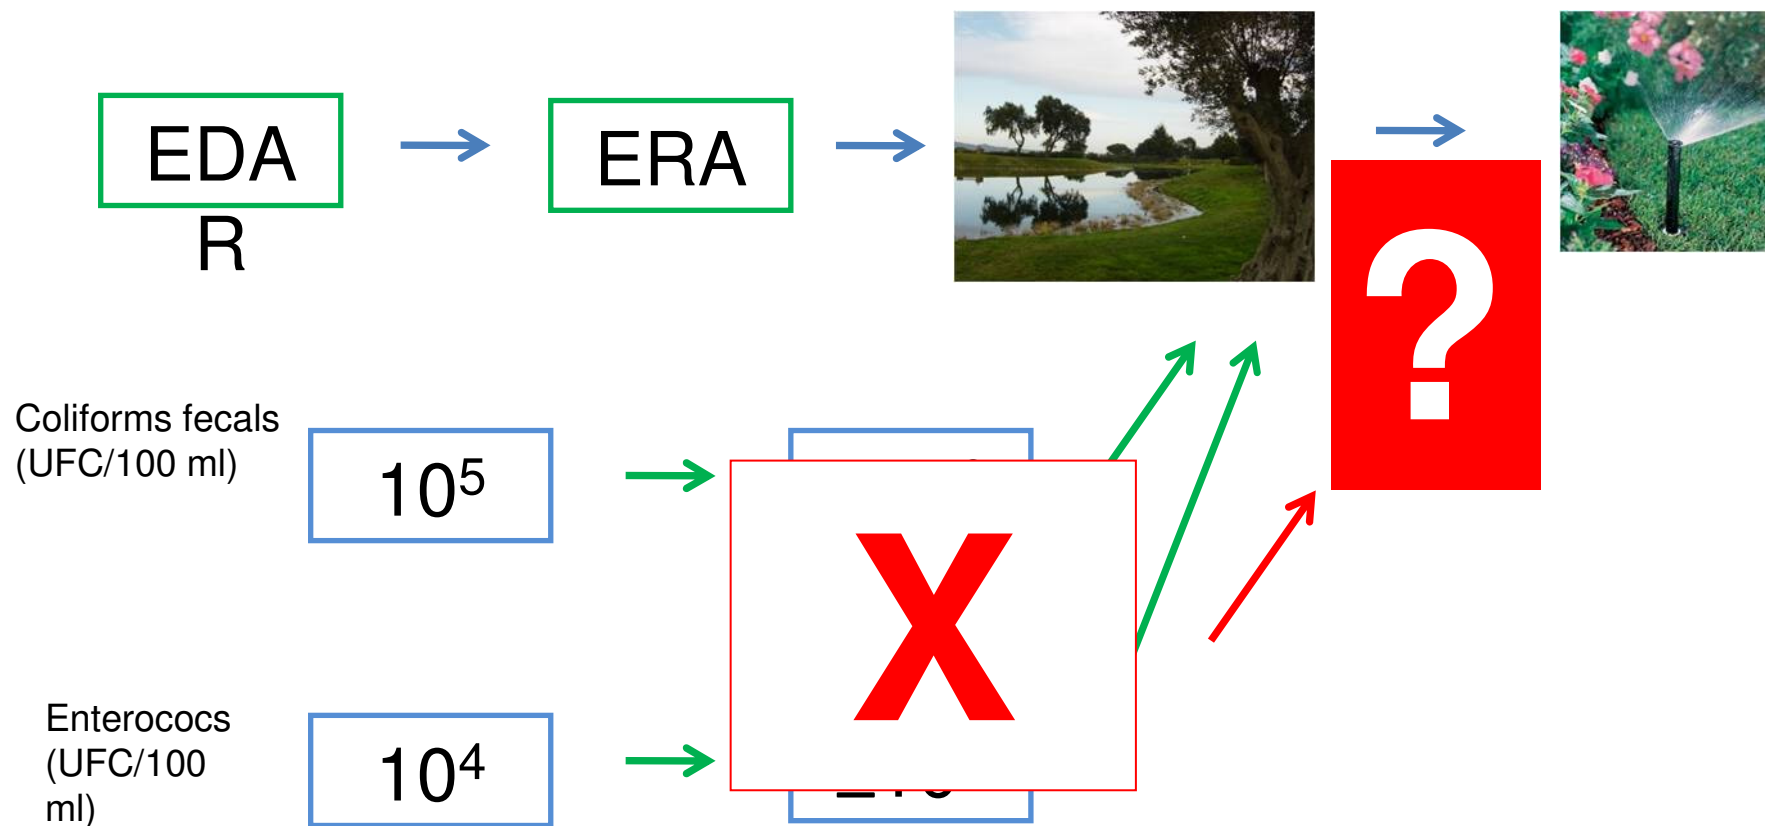 EDA
R
ERA
?
Coliforms fecals
(UFC/100 ml)
10⁵
X
Enterococs
(UFC/100
ml)
10⁴